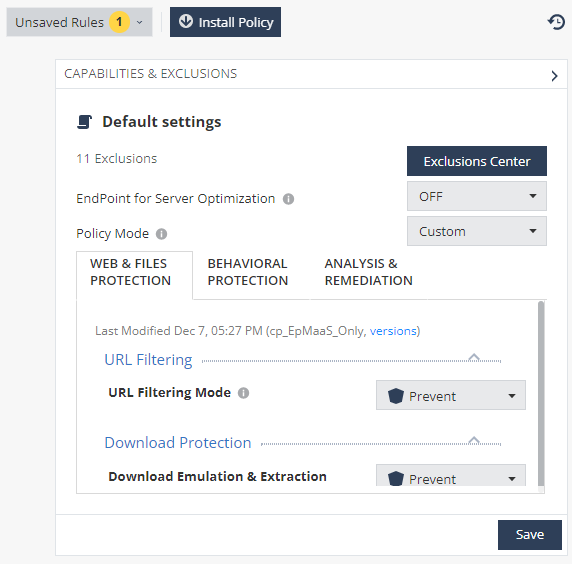 Unsaved Rules 1
Install Policy
CAPABILITIES & EXCLUSIONS
Default settings
11 Exclusions
Exclusions Center
EndPoint for Server Optimization
OFF
Policy Mode
Custom
WEB & FILES
PROTECTION
BEHAVIORAL
PROTECTION
ANALYSIS &
REMEDIATION
Last Modified Dec 7, 05:27 PM (cp_EpMaaS_Only, versions)
URL Filtering
URL Filtering Mode
Prevent
Download Protection
Download Emulation & Extraction
Prevent
Save